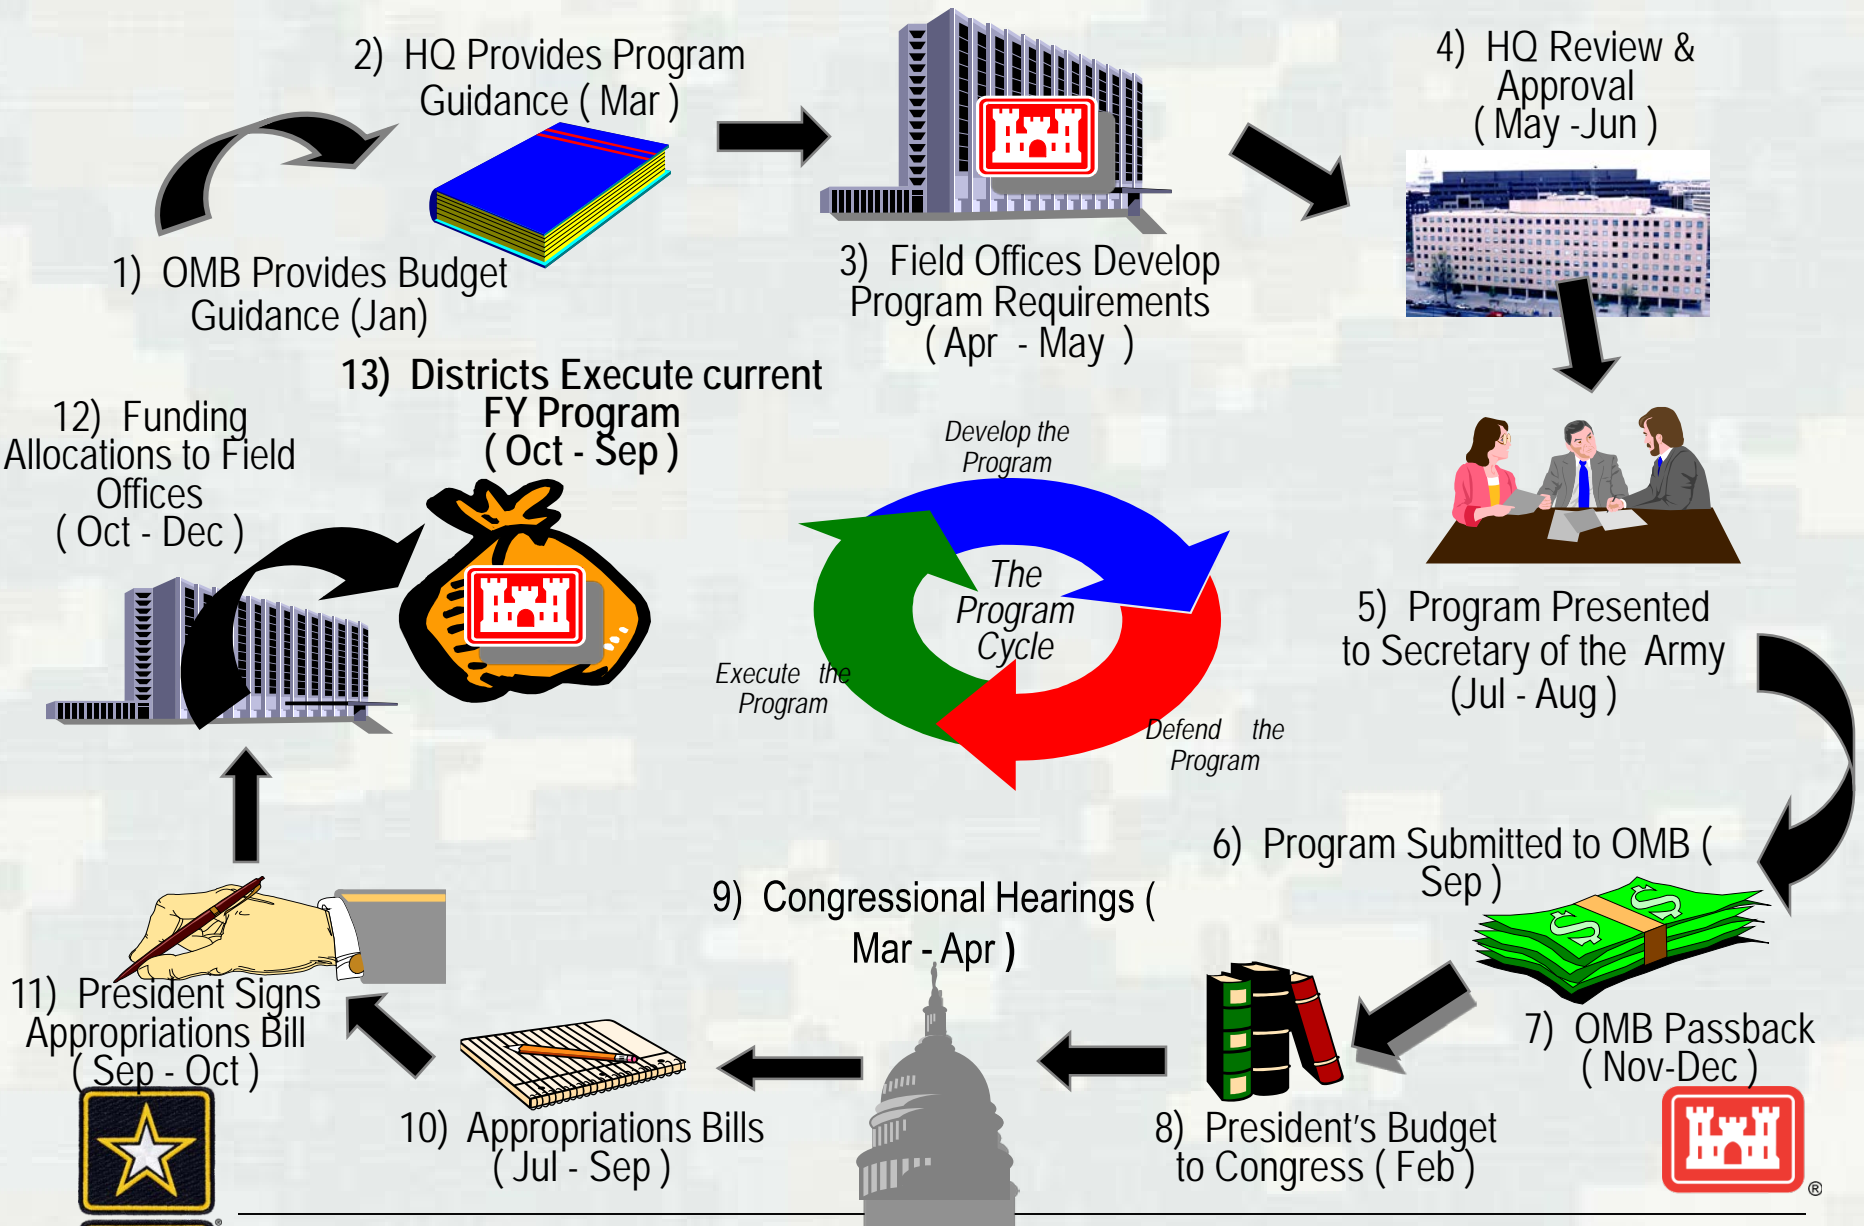 1) OMB Provides Budget
Guidance (Jan)
2) HQ Provides Program
Guidance ( Mar )
3) Field Offices Develop
Program Requirements
( Apr - May )
4) HQ Review &
Approval
( May -Jun )
5) Program Presented
to Secretary of the Army
(Jul - Aug )
6) Program Submitted to OMB (
Sep )
7) OMB Passback
( Nov-Dec )
8) President's Budget
to Congress ( Feb )
9) Congressional Hearings (
Mar - Apr )
10) Appropriations Bills
( Jul - Sep )
11) President Signs
Appropriations Bill
( Sep - Oct )
12) Funding
Allocations to Field
Offices
( Oct - Dec )
13) Districts Execute current
FY Program
( Oct - Sep )
Develop the
Program
The
Program
Cycle
Execute the
Program
Defend the
Program
$ $
®
®